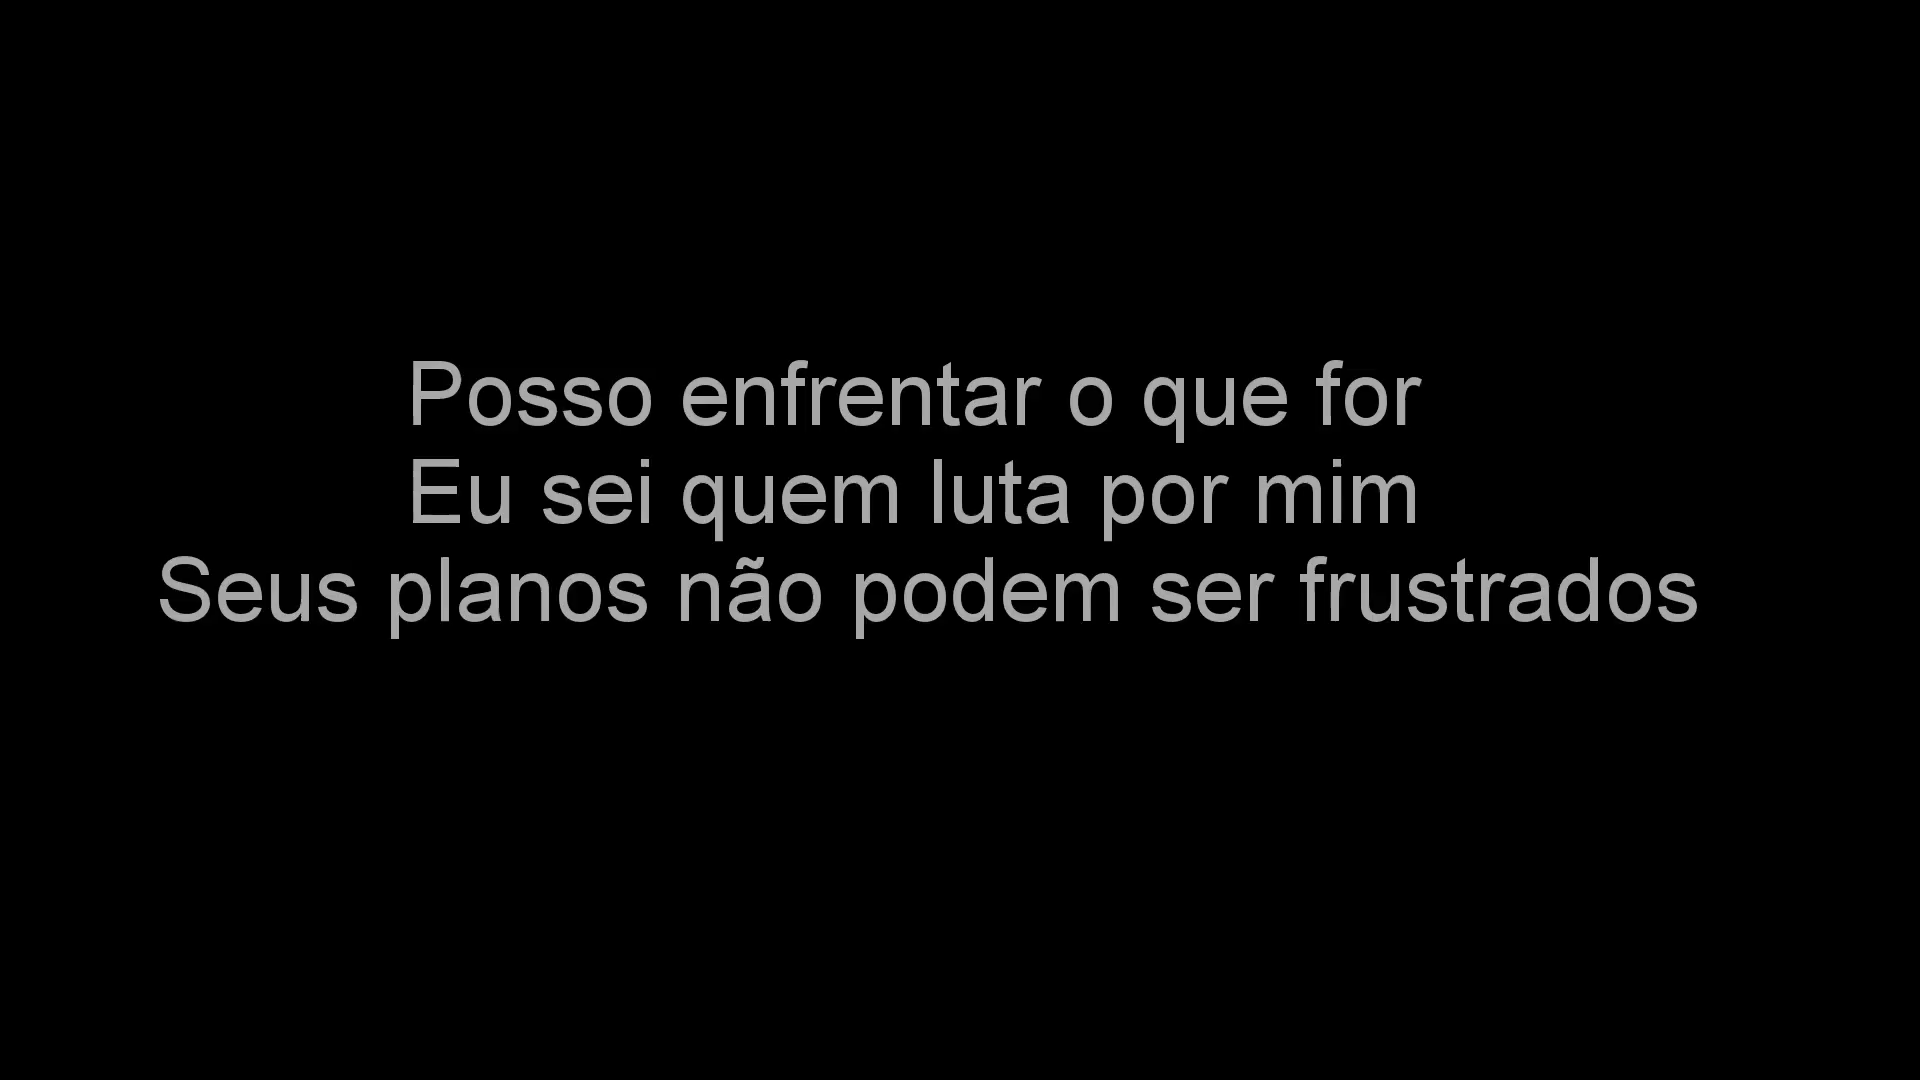 Posso enfrentar o que for
Eu sei quem luta por mim
Seus planos não podem ser frustrados